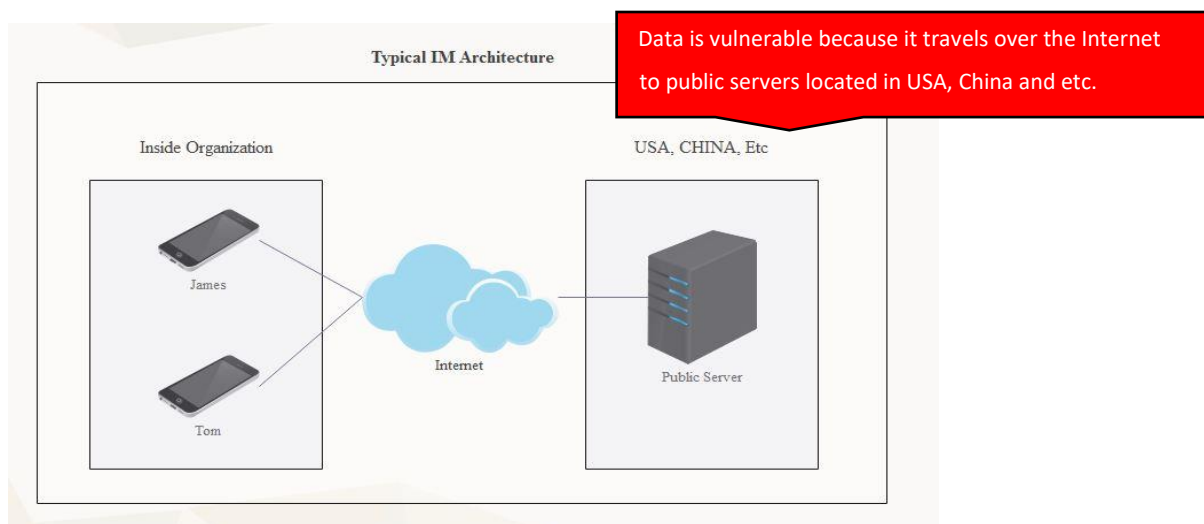 Typical IM Architecture
Data is vulnerable because it travels over the Internet
to public servers located in USA, China and etc.
Inside Organization
USA, CHINA, Etc
James
Internet
Public Server
Tom